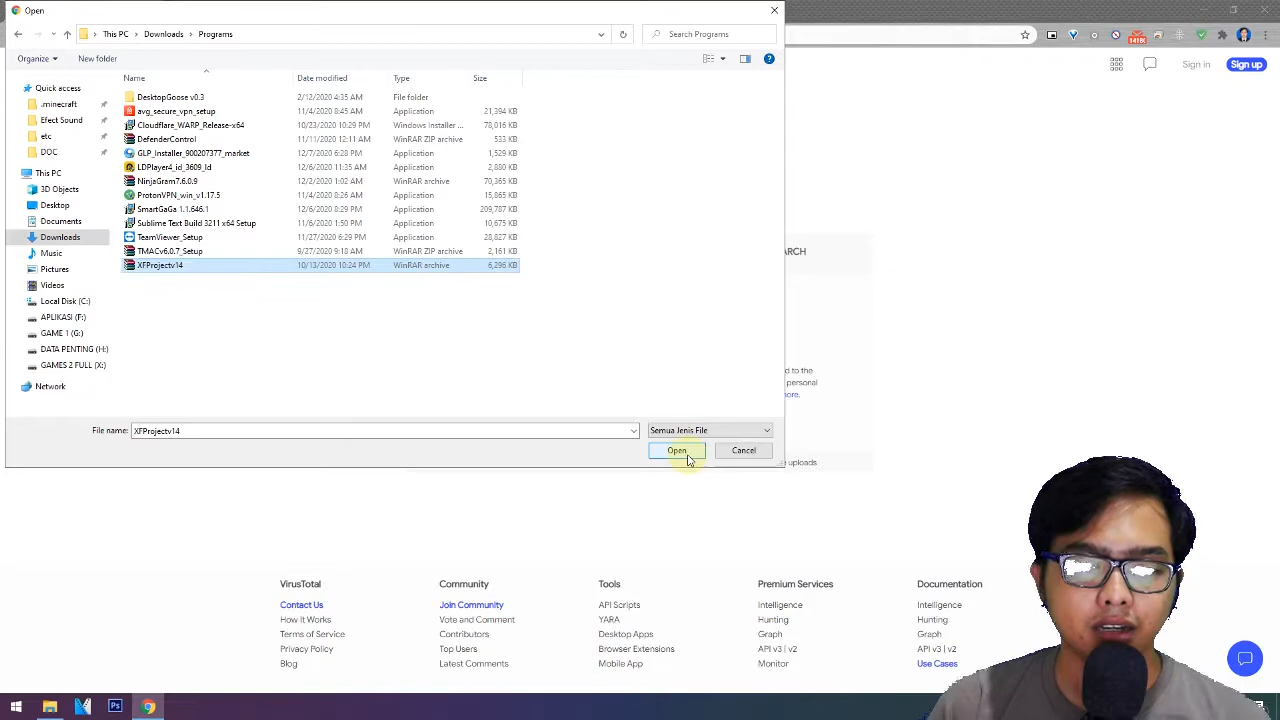 Open
This PC
Downloads
Programs
Search Programs
Organize
New folder
Name
Date modified
Type
Size
Quick access
.minecraft
Efect Sound
etc
DOC
This PC
3D Objects
Desktop
Documents
Downloads
Music
Pictures
Videos
Local Disk (C:)
APLIKASI (F:)
GAME 1 (G:)
DATA PENTING (H:)
GAMES 2 FULL (X:)
Network
DesktopGoose v0.3 2/12/2020 4:35 AM File folder
avg_secure_vpn_setup 11/4/2020 8:45 AM Application 21,394 KB
Cloudflare_WARP_Release-x64 10/23/2020 10:29 PM Windows Installer ... 78,016 KB
DefenderControl 11/11/2020 12:11 AM WinRAR ZIP archive 533 KB
GLP_Installer_900207377_market 12/7/2020 6:28 PM Application 1,529 KB
LDPlayer4_id_3609_ld 12/6/2020 11:35 AM Application 2,880 KB
NinjaGram7.6.0.9 12/2/2020 1:02 AM WinRAR archive 70,365 KB
ProtonVPN_win_v1.17.5 11/4/2020 8:26 AM Application 15,865 KB
SmartGaGa 1.1.646.1 12/6/2020 8:29 PM Application 209,787 KB
Sublime Text Build 3211 x64 Setup 11/6/2020 1:50 PM Application 10,675 KB
TeamViewer_Setup 11/27/2020 6:29 PM Application 28,827 KB
TMACv6.0.7_Setup 9/27/2020 9:18 AM WinRAR ZIP archive 2,161 KB
XFProjectv14 10/13/2020 10:24 PM WinRAR archive 6,296 KB
File name: XFProjectv14
Semua Jenis File
Open
Cancel
Sign in
Sign up
ARCH
d to the
personal
ore.
uploads
VirusTotal
Contact Us
How It Works
Terms of Service
Privacy Policy
Blog
Community
Join Community
Vote and Comment
Contributors
Top Users
Latest Comments
Tools
API Scripts
YARA
Desktop Apps
Browser Extensions
Mobile App
Premium Services
Intelligence
Hunting
Graph
API v3 | v2
Monitor
Documentation
Intelligence
Hunting
Graph
API v3 | v2
Use Cases